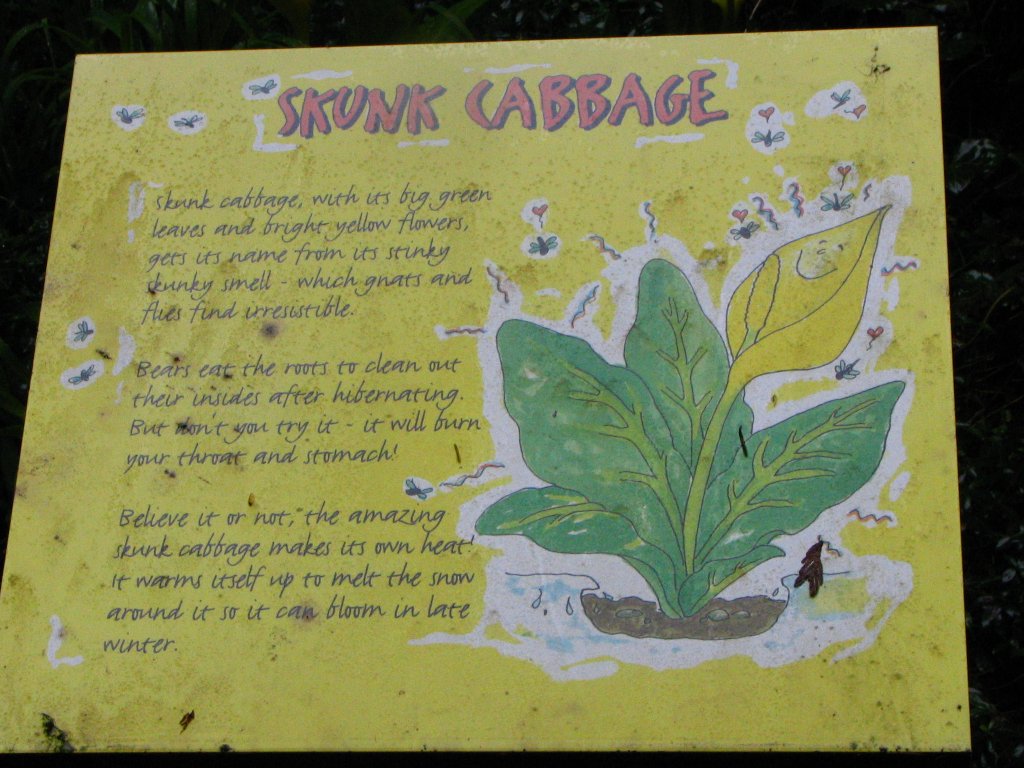 SKUNK CABBAGE
Skunk cabbage, with its big green
leaves and bright yellow flowers,
gets its name from its stinky
skunky smell - which gnats and
flies find irresistible.
Bears eat the roots to clean out
their insides after hibernating.
But don't you try it - it will burn
your throat and stomach!
Believe it or not, the amazing
skunk cabbage makes its own heat!
It warms itself up to melt the snow
around it so it can bloom in late
winter.